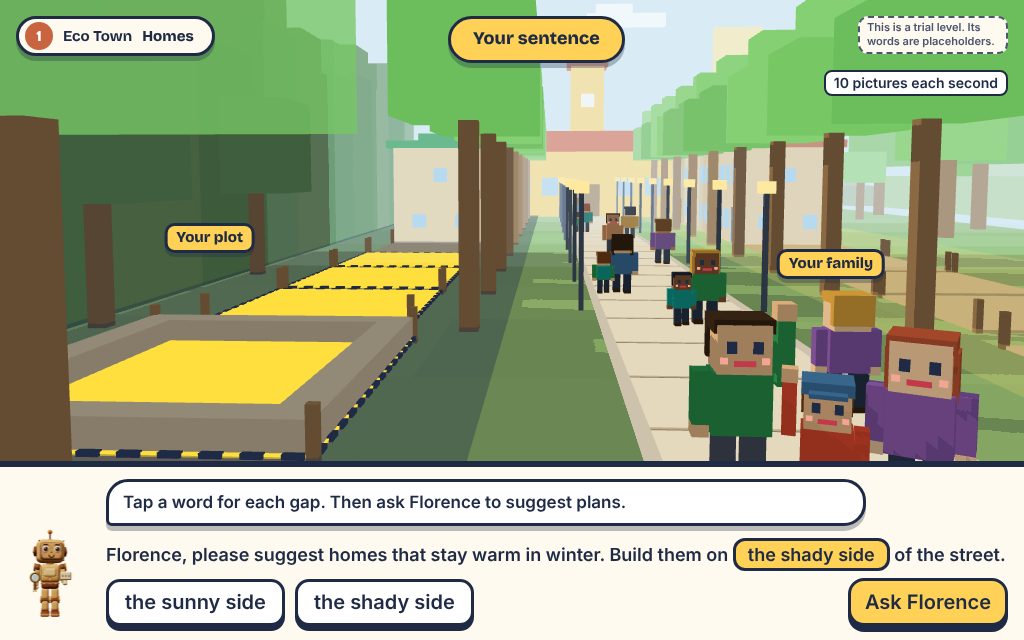 1 Eco Town Homes
Your sentence
This is a trial level. Its
words are placeholders.
10 pictures each second
Your plot
Your family
Tap a word for each gap. Then ask Florence to suggest plans.
Florence, please suggest homes that stay warm in winter. Build them on the shady side of the street.
the sunny side
the shady side
Ask Florence